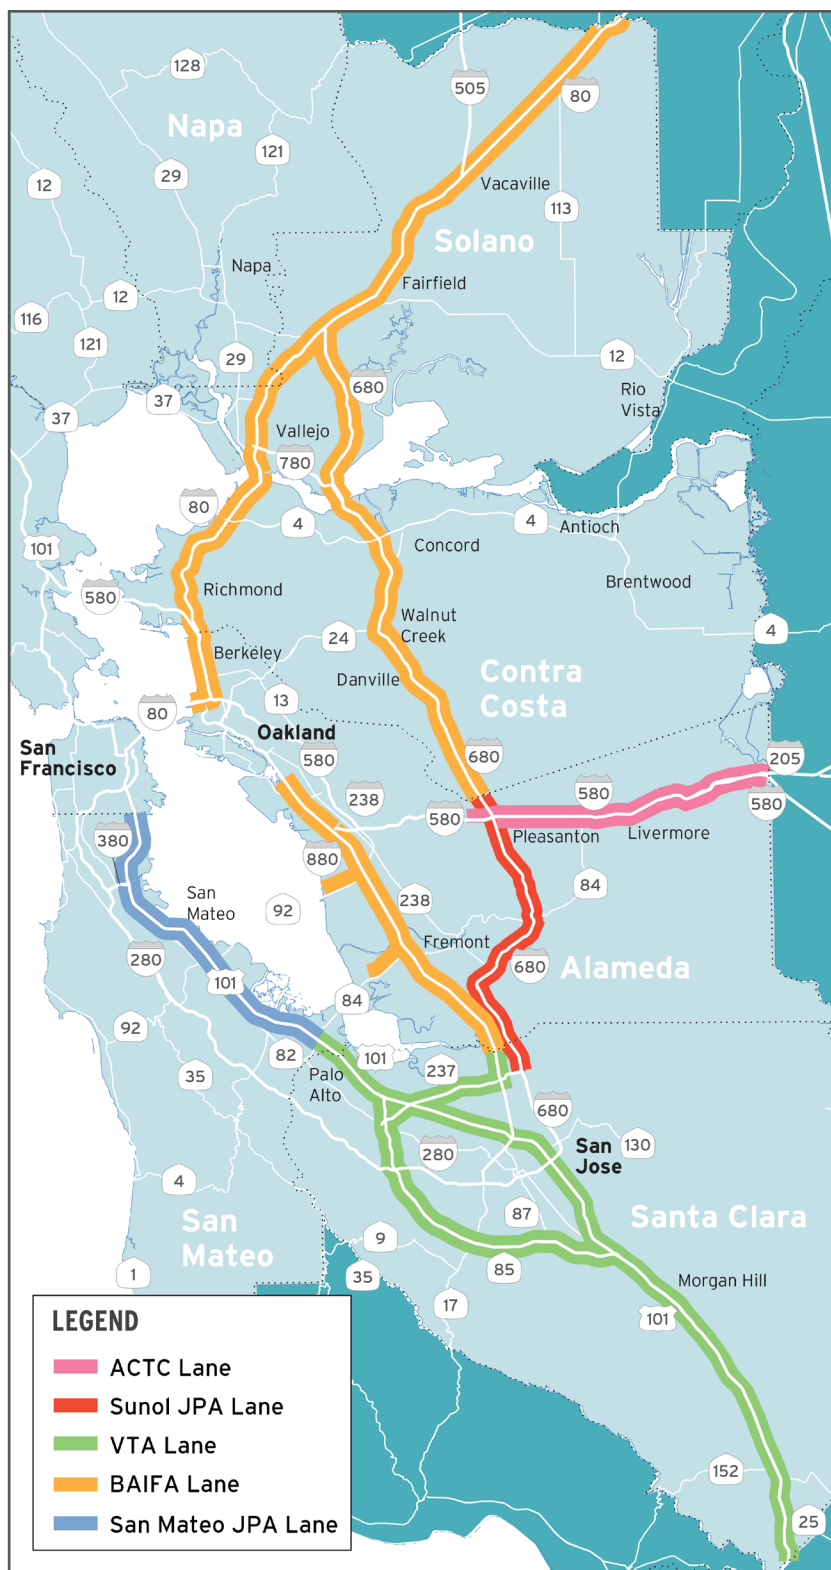 128
505
80
Napa
121
29
12
Vacaville
113
Solano
Napa
Fairfield
12
116
121
29
12
680
Rio
Vista
37
37
Vallejo
780
80
4
4
Antioch
101
Concord
580
Richmond
Brentwood
Walnut
Creek
24
4
Berkeley
Danville
Contra
Costa
13
80
Oakland
San
Francisco
580
680
205
238
580
580
580
Pleasanton
Livermore
380
880
84
San
Mateo
92
238
Fremont
280
680
Alameda
101
84
92
82
101
237
35
Palo
Alto
680
San
Jose
130
280
4
87
Santa Clara
San
Mateo
9
85
1
35
Morgan Hill
17
101
LEGEND
ACTC Lane
Sunol JPA Lane
VTA Lane
BAIFA Lane
San Mateo JPA Lane
152
25